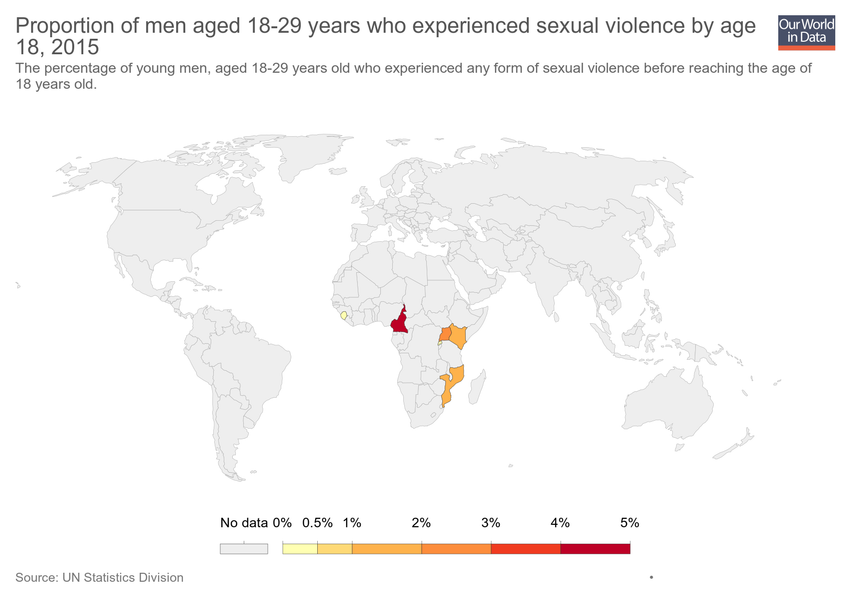 Proportion of men aged 18-29 years who experienced sexual violence by age
18, 2015
Our World
in Data
The percentage of young men, aged 18-29 years old who experienced any form of sexual violence before reaching the age of
18 years old.
No data 0% 0.5% 1% 2% 3% 4% 5%
Source: UN Statistics Division